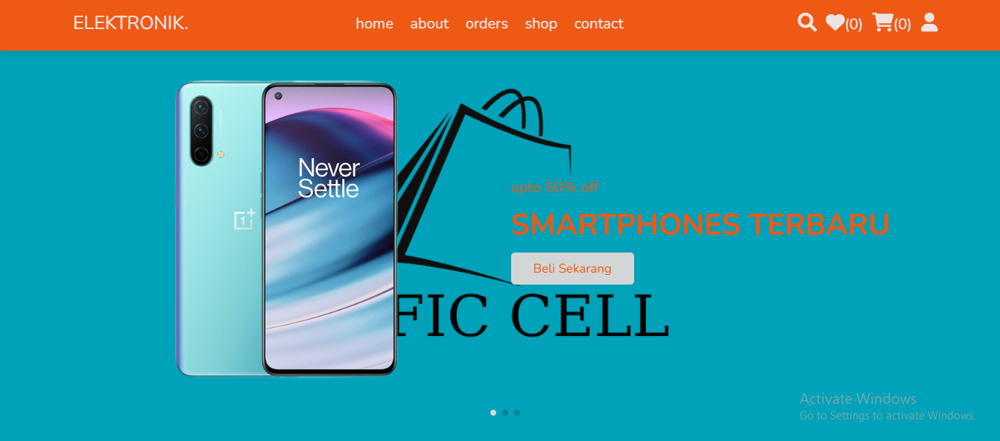 ELEKTRONIK.
home about orders shop contact
(0) (0)
Never
Settle
1
upto 50% off
SMARTPHONES TERBARU
Beli Sekarang
FIC CELL
Activate Windows
Go to Settings to activate Windows.